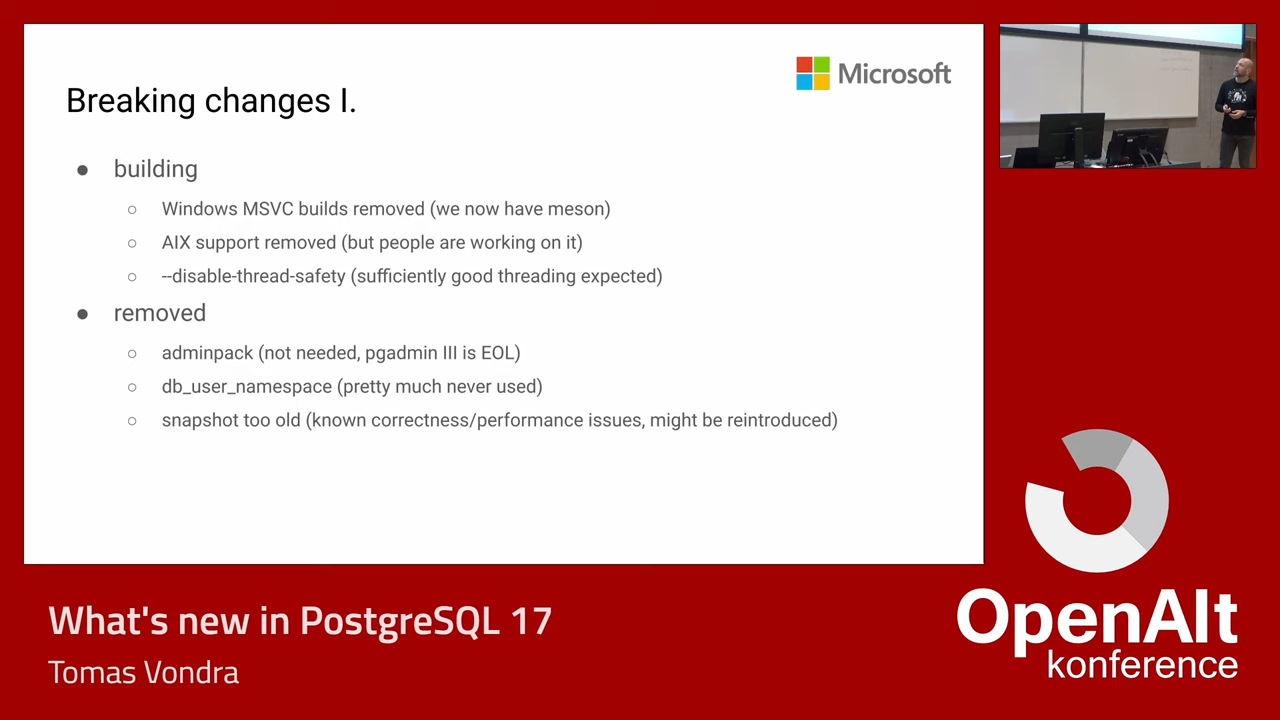 Microsoft
Breaking changes I.
● building
○ Windows MSVC builds removed (we now have meson)
○ AIX support removed (but people are working on it)
○ --disable-thread-safety (sufficiently good threading expected)
● removed
○ adminpack (not needed, pgadmin III is EOL)
○ db_user_namespace (pretty much never used)
○ snapshot too old (known correctness/performance issues, might be reintroduced)
What's new in PostgreSQL 17
Tomas Vondra
OpenAlt
konference